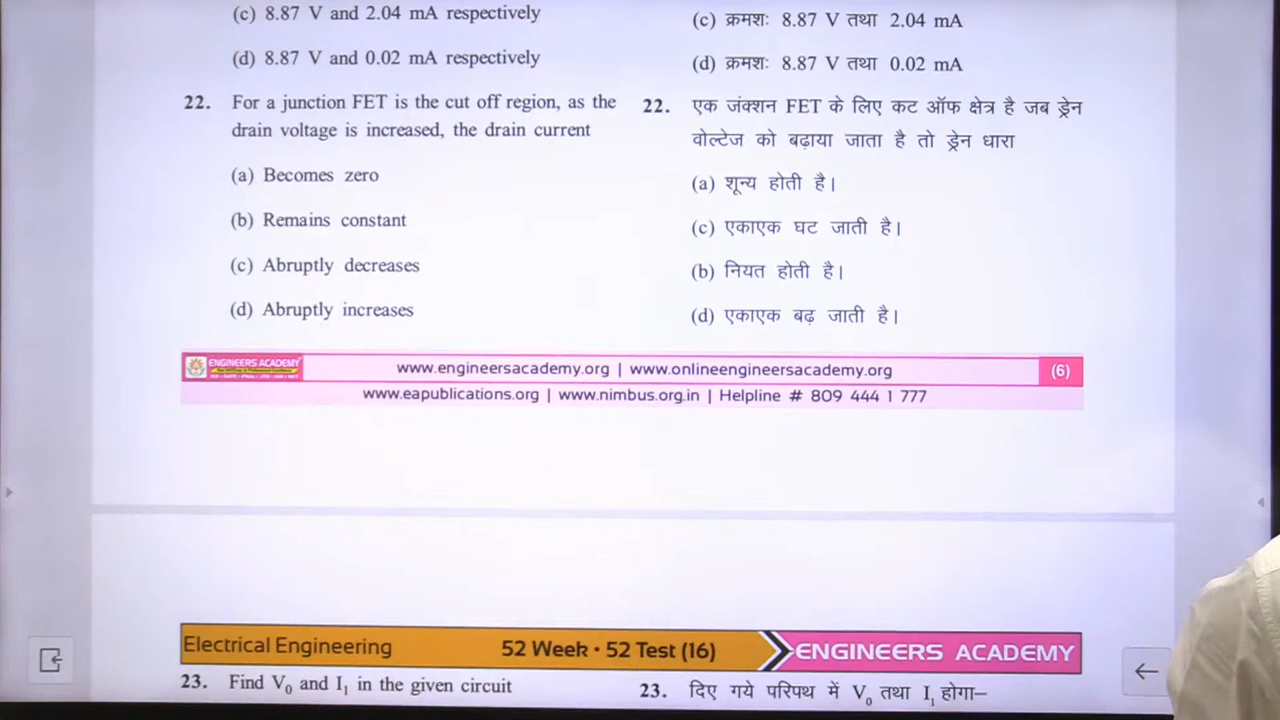 (c) 8.87 V and 2.04 mA respectively
(d) 8.87 V and 0.02 mA respectively
22. For a junction FET is the cut off region, as the
drain voltage is increased, the drain current
(a) Becomes zero
(b) Remains constant
(c) Abruptly decreases
(d) Abruptly increases
(c) क्रमशः 8.87 V तथा 2.04 mA
(d) क्रमशः 8.87 V तथा 0.02 mA
22. एक जंक्शन FET के लिए कट ऑफ क्षेत्र है जब ड्रेन
वोल्टेज को बढ़ाया जाता है तो ड्रेन धारा
(a) शून्य होती है।
(c) एकाएक घट जाती है।
(b) नियत होती है।
(d) एकाएक बढ़ जाती है।
ENGINEERS ACADEMY
www.engineersacademy.org | www.onlineengineersacademy.org
(6)
www.eapublications.org | www.nimbus.org.in | Helpline # 809 444 1 777
Electrical Engineering 52 Week • 52 Test (16) ENGINEERS ACADEMY
23. Find V₀ and I₁ in the given circuit
23. दिए गये परिपथ में V₀ तथा I₁ होगा–